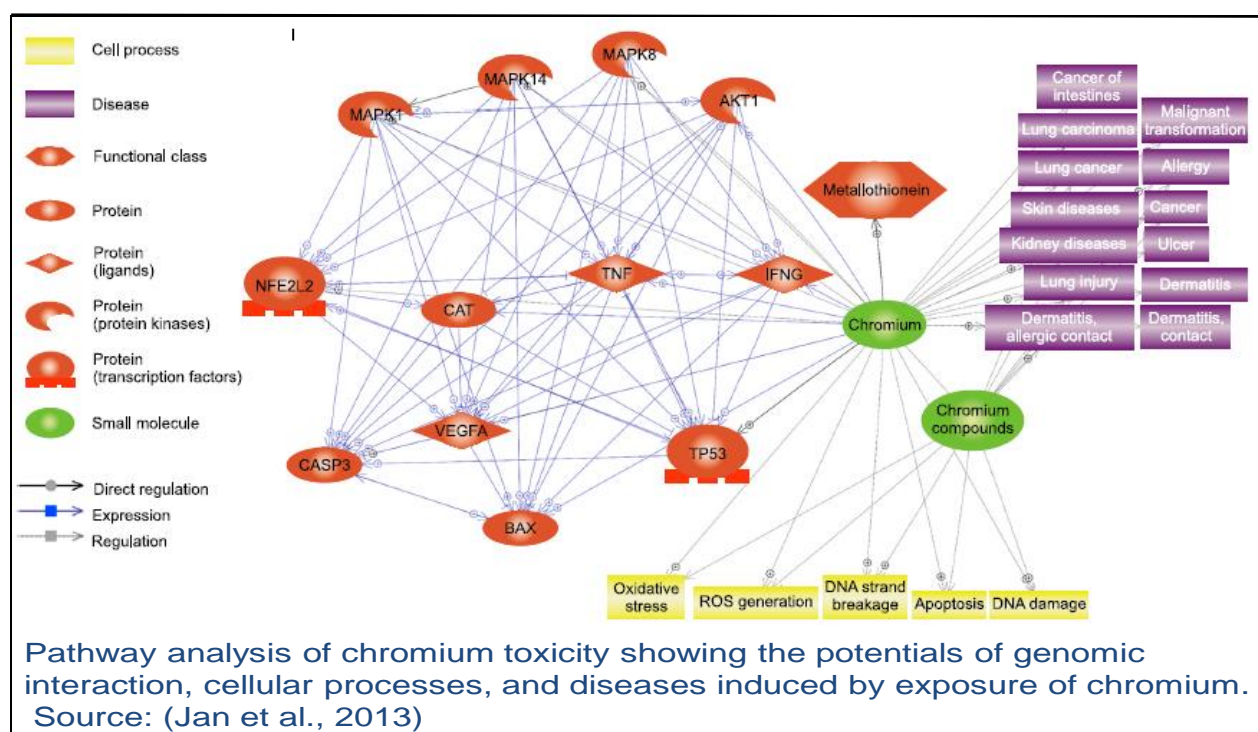 Cell process
Disease
Functional class
Protein
Protein
(ligands)
Protein
(protein kinases)
Protein
(transcription factors)
Small molecule
Direct regulation
Expression
Regulation
MAPK8
MAPK14
MAPK1
AKT1
Metallothionein
NFE2L2
TNF
IFNG
CAT
Chromium
VEGFA
CASP3
TP53
BAX
Chromium
compounds
Cancer of
intestines
Lung carcinoma
Malignant
transformation
Lung cancer
Allergy
Skin diseases
Cancer
Kidney diseases
Ulcer
Lung injury
Dermatitis
Dermatitis,
allergic contact
Dermatitis,
contact
Oxidative
stress
ROS generation
DNA strand
breakage
Apoptosis
DNA damage
Pathway analysis of chromium toxicity showing the potentials of genomic
interaction, cellular processes, and diseases induced by exposure of chromium.
Source: (Jan et al., 2013)